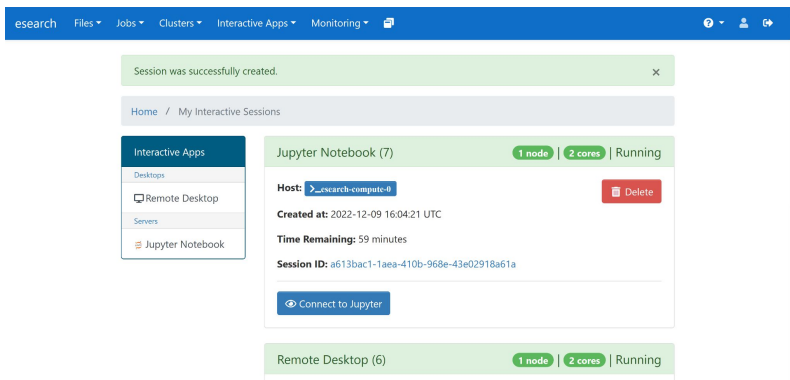 esearch Files Jobs Clusters Interactive Apps Monitoring
Session was successfully created. ×
Home / My Interactive Sessions
Interactive Apps
Desktops
Remote Desktop
Servers
Jupyter Notebook
Jupyter Notebook (7) 1 node | 2 cores | Running
Host: >_esearch-compute-0 Delete
Created at: 2022-12-09 16:04:21 UTC
Time Remaining: 59 minutes
Session ID: a613bac1-1aea-410b-968e-43e02918a61a
Connect to Jupyter
Remote Desktop (6) 1 node | 2 cores | Running